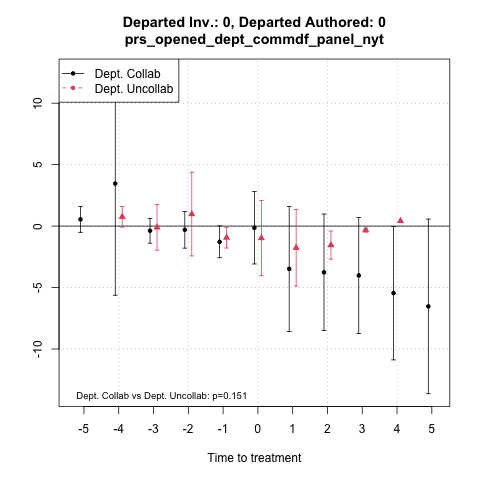 Departed Inv.: 0, Departed Authored: 0
prs_opened_dept_commdf_panel_nyt
Dept. Collab
Dept. Uncollab
10
5
0
-5
-10
Dept. Collab vs Dept. Uncollab: p=0.151
-5 -4 -3 -2 -1 0 1 2 3 4 5
Time to treatment